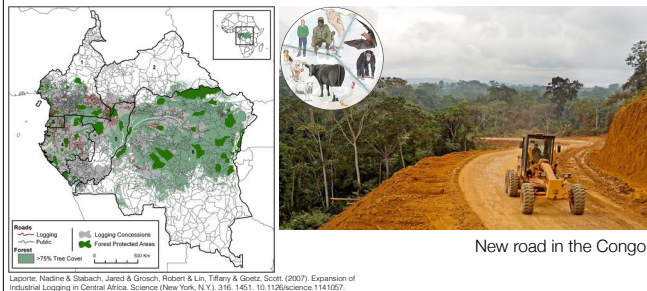 2
Roads
Logging
Public
Forest
>75% Tree Cover
Logging Concessions
Forest Protected Areas
0 500 Km
New road in the Congo
Laporte, Nadine & Stabach, Jared & Grosch, Robert & Lin, Tiffany & Goetz, Scott. (2007). Expansion of
Industrial Logging in Central Africa. Science (New York, N.Y.). 316. 1451. 10.1126/science.1141057.